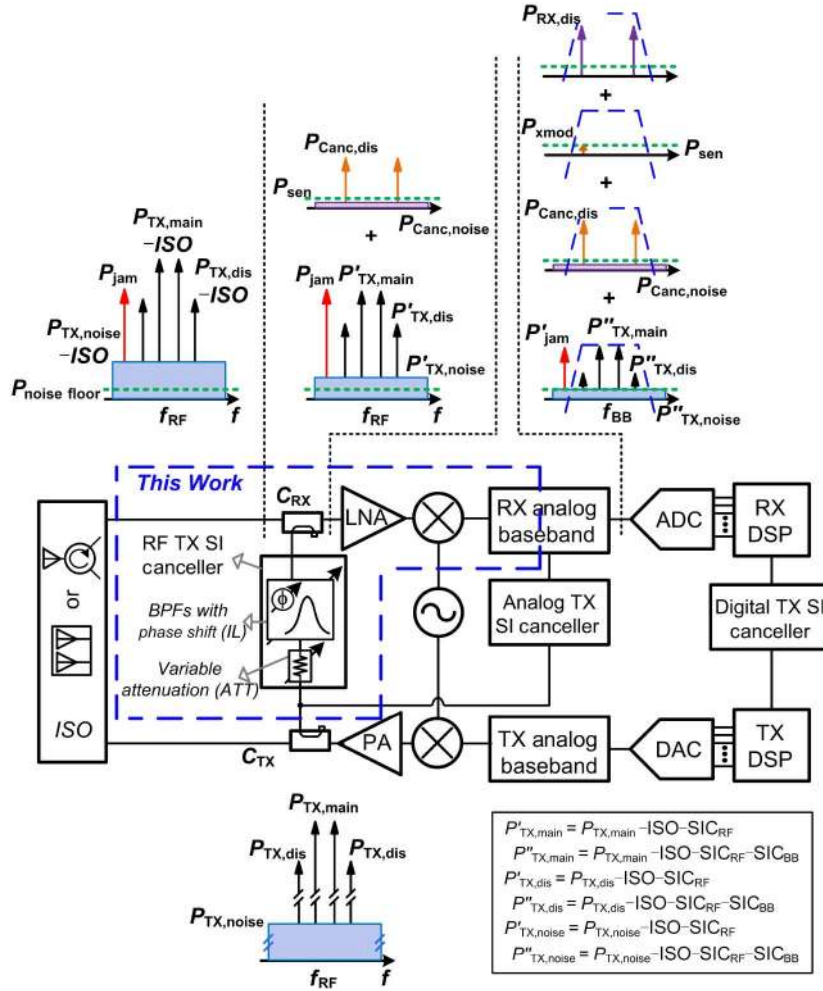 P_RX,dis
+
P_xmod
P_sen
+
P_Canc,dis
P_Canc,noise
+
P'_jam
P''_TX,main
P''_TX,dis
f_BB
P''_TX,noise
P_Canc,dis
P_sen
P_Canc,noise
+
P_jam
P'_TX,main
P'_TX,dis
P'_TX,noise
f_RF
f
P_TX,main
–ISO
P_jam
P_TX,dis
–ISO
P_TX,noise
–ISO
P_noise floor
f_RF
f
This Work
C_RX
LNA
RX analog
baseband
ADC
RX
DSP
RF TX SI
canceller
ϕ
BPFs with
phase shift (IL)
Variable
attenuation (ATT)
or
ISO
Analog TX
SI canceller
Digital TX SI
canceller
C_TX
PA
TX analog
baseband
DAC
TX
DSP
P_TX,main
P_TX,dis
P_TX,dis
P_TX,noise
f_RF
f
P'_TX,main = P_TX,main –ISO–SIC_RF
P''_TX,main = P_TX,main –ISO–SIC_RF–SIC_BB
P'_TX,dis = P_TX,dis–ISO–SIC_RF
P''_TX,dis = P_TX,dis–ISO–SIC_RF–SIC_BB
P'_TX,noise = P_TX,noise–ISO–SIC_RF
P''_TX,noise = P_TX,noise–ISO–SIC_RF–SIC_BB